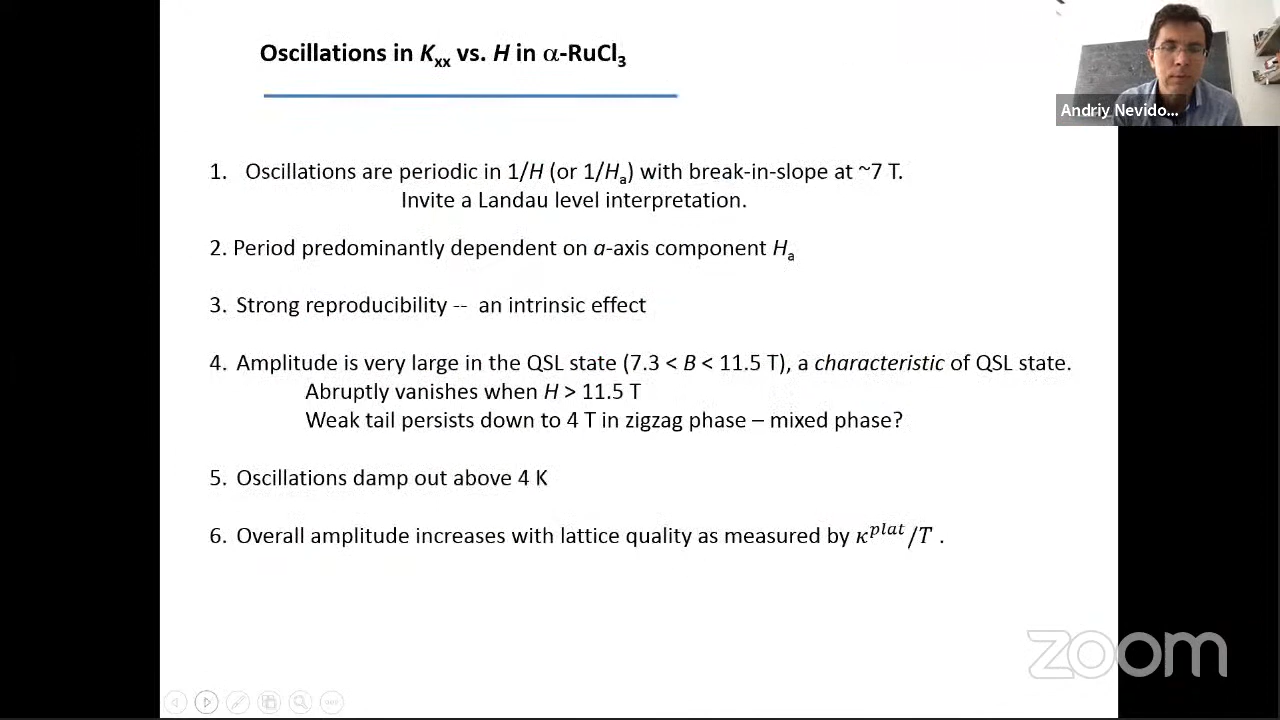 Oscillations in Kxx vs. H in α-RuCl3
Andriy Nevido...
1. Oscillations are periodic in 1/H (or 1/Ha) with break-in-slope at ~7 T.
Invite a Landau level interpretation.
2. Period predominantly dependent on a-axis component Ha
3. Strong reproducibility -- an intrinsic effect
4. Amplitude is very large in the QSL state (7.3 < B < 11.5 T), a characteristic of QSL state.
Abruptly vanishes when H > 11.5 T
Weak tail persists down to 4 T in zigzag phase – mixed phase?
5. Oscillations damp out above 4 K
6. Overall amplitude increases with lattice quality as measured by κ^plat/T .
zoom